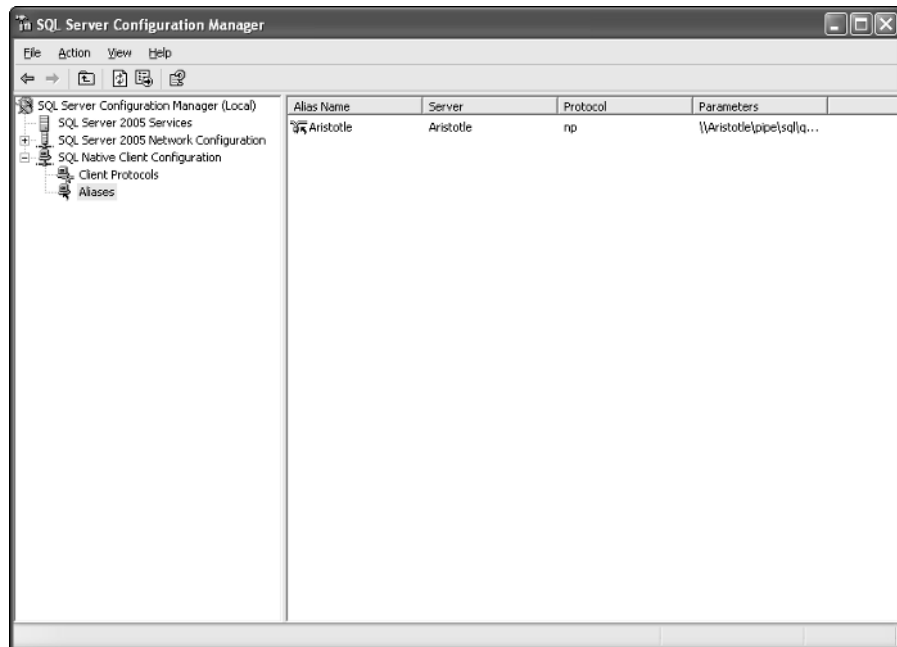 SQL Server Configuration Manager
File Action View Help
SQL Server Configuration Manager (Local)
SQL Server 2005 Services
SQL Server 2005 Network Configuration
SQL Native Client Configuration
Client Protocols
Aliases
Alias Name Server Protocol Parameters
Aristotle Aristotle np \\Aristotle\pipe\sql\q...